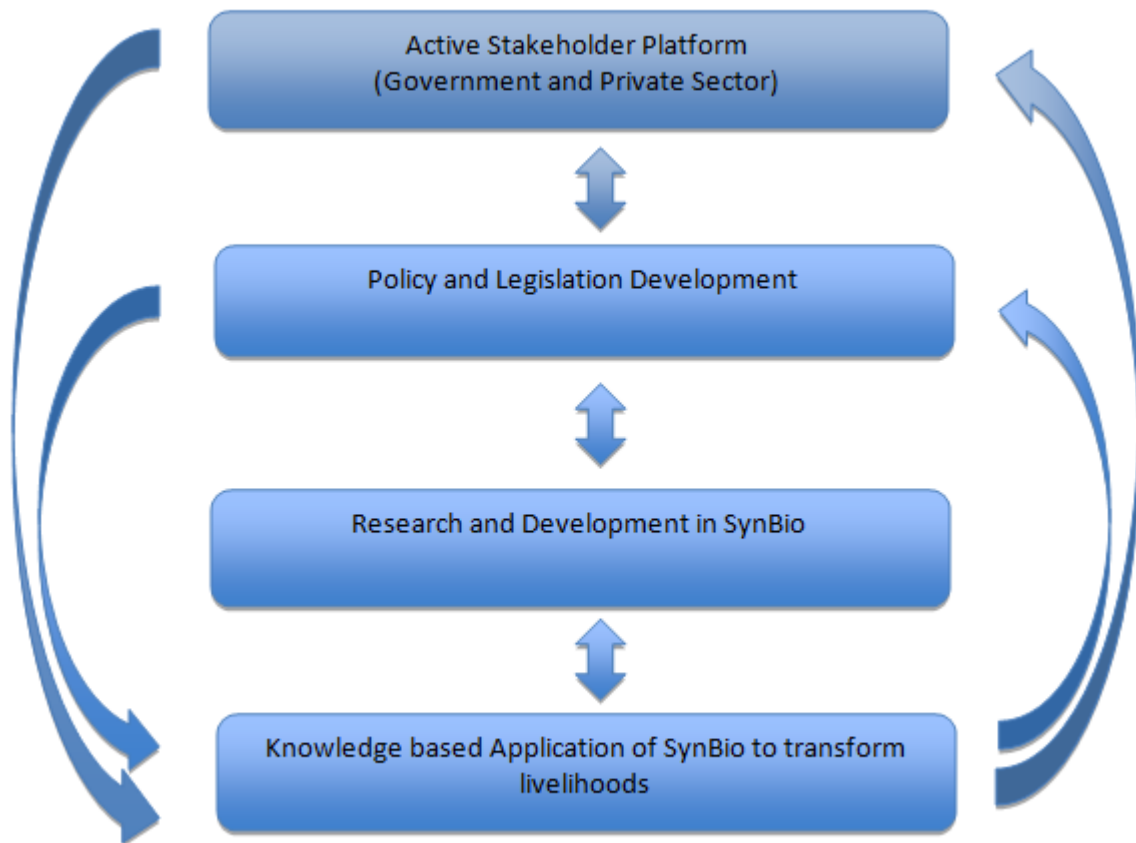 Active Stakeholder Platform
(Government and Private Sector)
Policy and Legislation Development
Research and Development in SynBio
Knowledge based Application of SynBio to transform
livelihoods